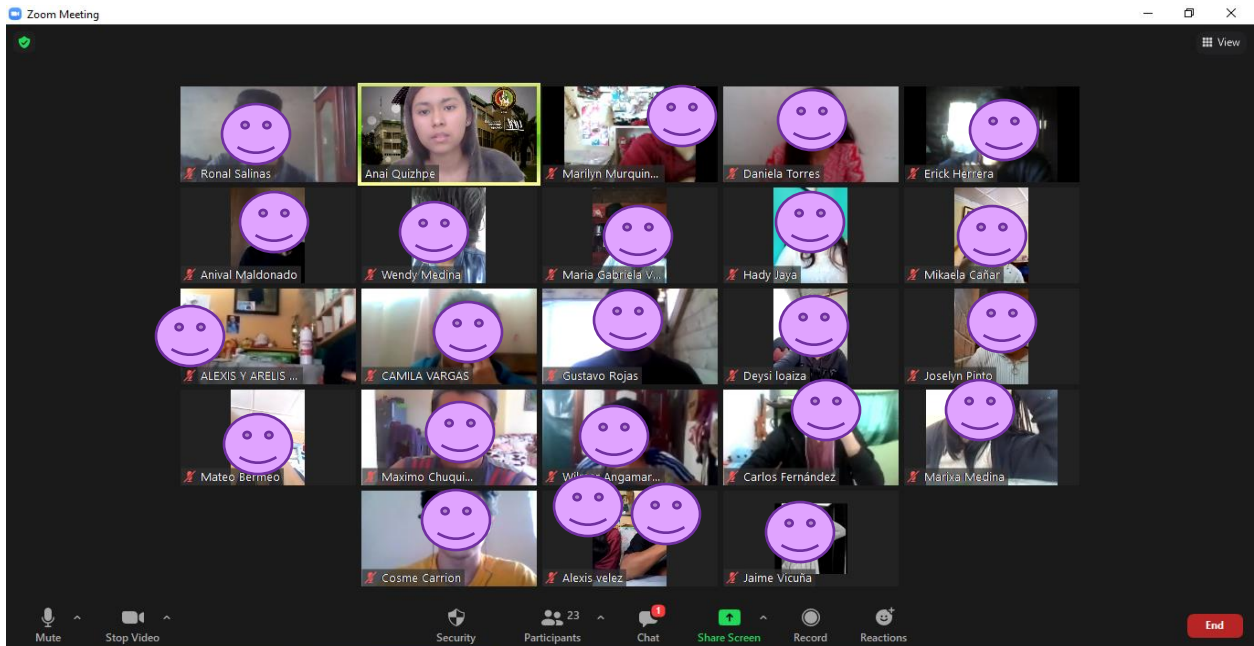 Zoom Meeting
View
Ronal Salinas
Anai Quizhpe
Marilyn Murquin...
Daniela Torres
Erick Herrera
Anival Maldonado
Wendy Medina
Maria Gabriela V...
Hady Jaya
Mikaela Cañar
ALEXIS Y ARELIS ...
CAMILA VARGAS
Gustavo Rojas
Deysi loaiza
Joselyn Pinto
Mateo Bermeo
Maximo Chuqui...
Angamar...
Carlos Fernández
Marixa Medina
Cosme Carrion
Alexis velez
Jaime Vicuña
Mute
Stop Video
Security
23
Participants
1
Chat
Share Screen
Record
Reactions
End